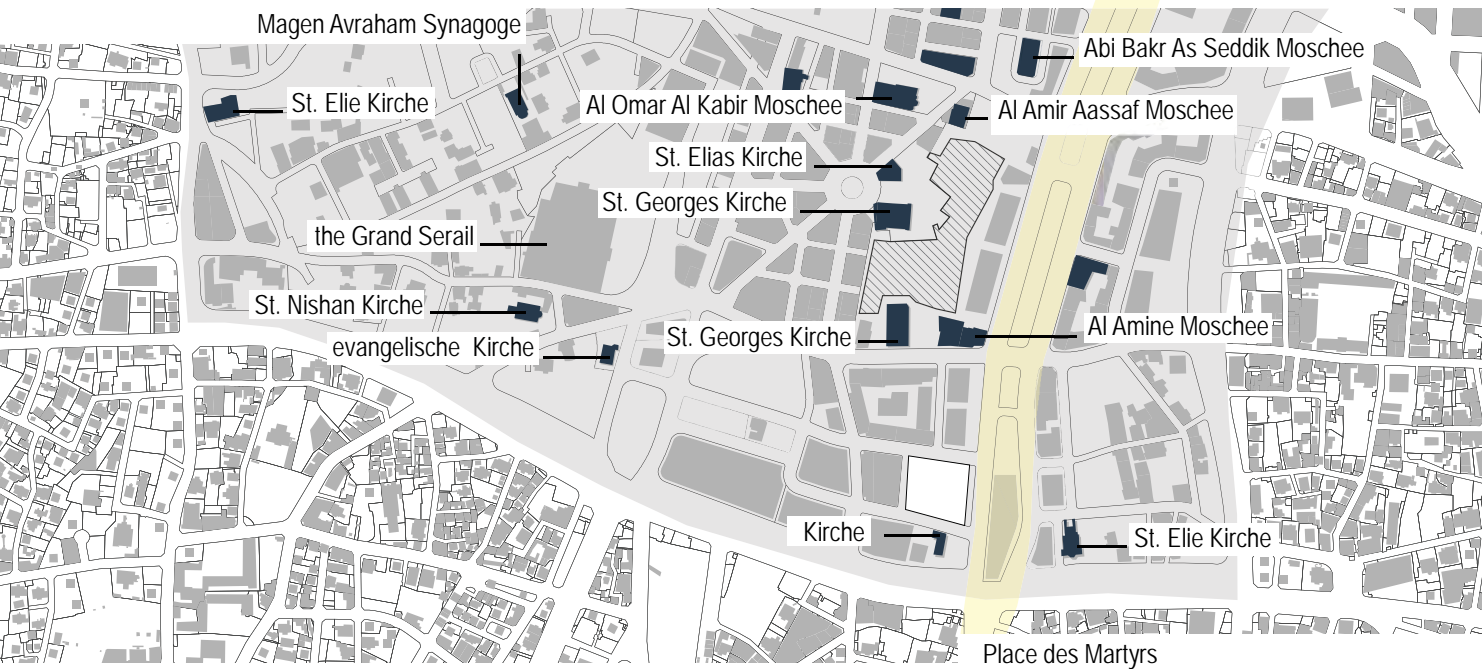 Magen Avraham Synagoge
Abi Bakr As Seddik Moschee
St. Elie Kirche
Al Omar Al Kabir Moschee
Al Amir Aassaf Moschee
St. Elias Kirche
St. Georges Kirche
the Grand Serail
St. Nishan Kirche
Al Amine Moschee
St. Georges Kirche
evangelische Kirche
Kirche
St. Elie Kirche
Place des Martyrs